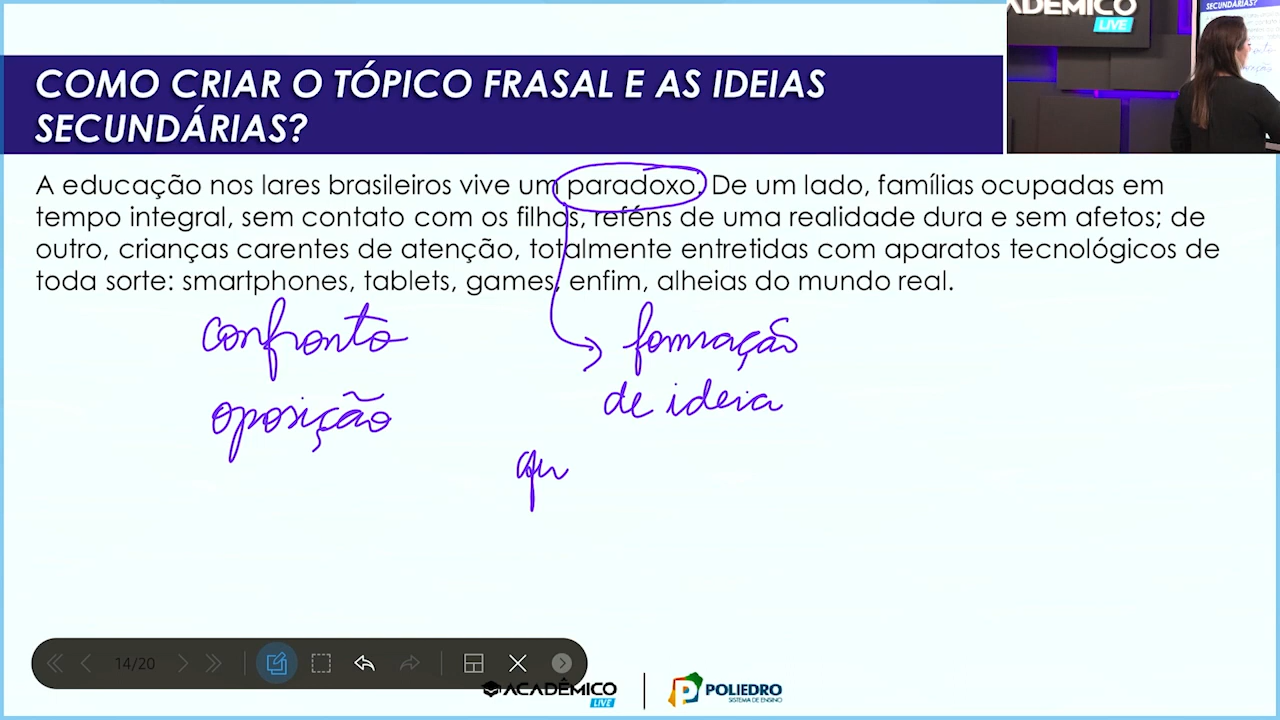 ADÊMICO
LIVE
COMO CRIAR O TÓPICO FRASAL E AS IDEIAS
SECUNDÁRIAS?
A educação nos lares brasileiros vive um paradoxo. De um lado, famílias ocupadas em
tempo integral, sem contato com os filhos, reféns de uma realidade dura e sem afetos; de
outro, crianças carentes de atenção, totalmente entretidas com aparatos tecnológicos de
toda sorte: smartphones, tablets, games, enfim, alheias do mundo real.
confronto
formação
oposição
de ideia
qu
14/20
ACADÊMICO
LIVE
POLIEDRO
SISTEMA DE ENSINO